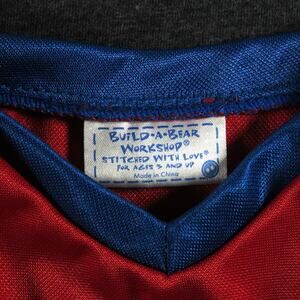 BUILD-A-BEAR
WORKSHOP®
STITCHED WITH LOVE®
FOR AGES 3 AND UP
Made in China